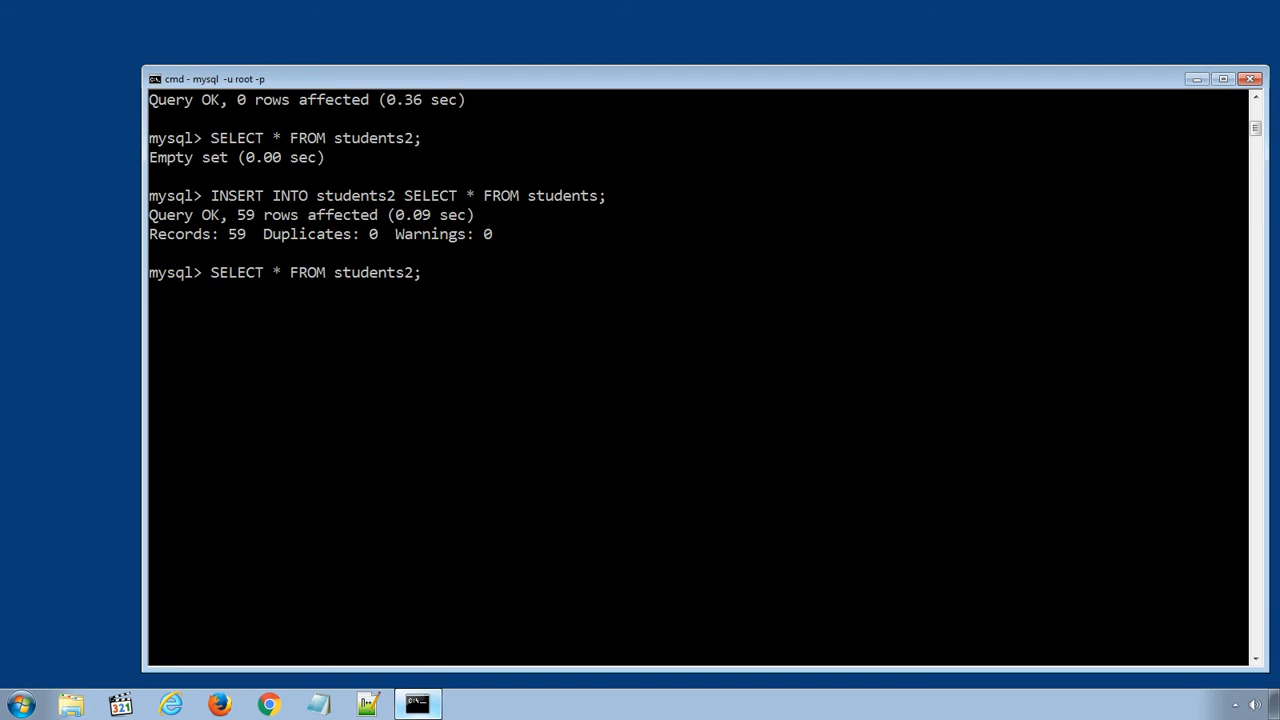 cmd - mysql  -u root -p
Query OK, 0 rows affected (0.36 sec)
mysql> SELECT * FROM students2;
Empty set (0.00 sec)
mysql> INSERT INTO students2 SELECT * FROM students;
Query OK, 59 rows affected (0.09 sec)
Records: 59  Duplicates: 0  Warnings: 0
mysql> SELECT * FROM students2;
321